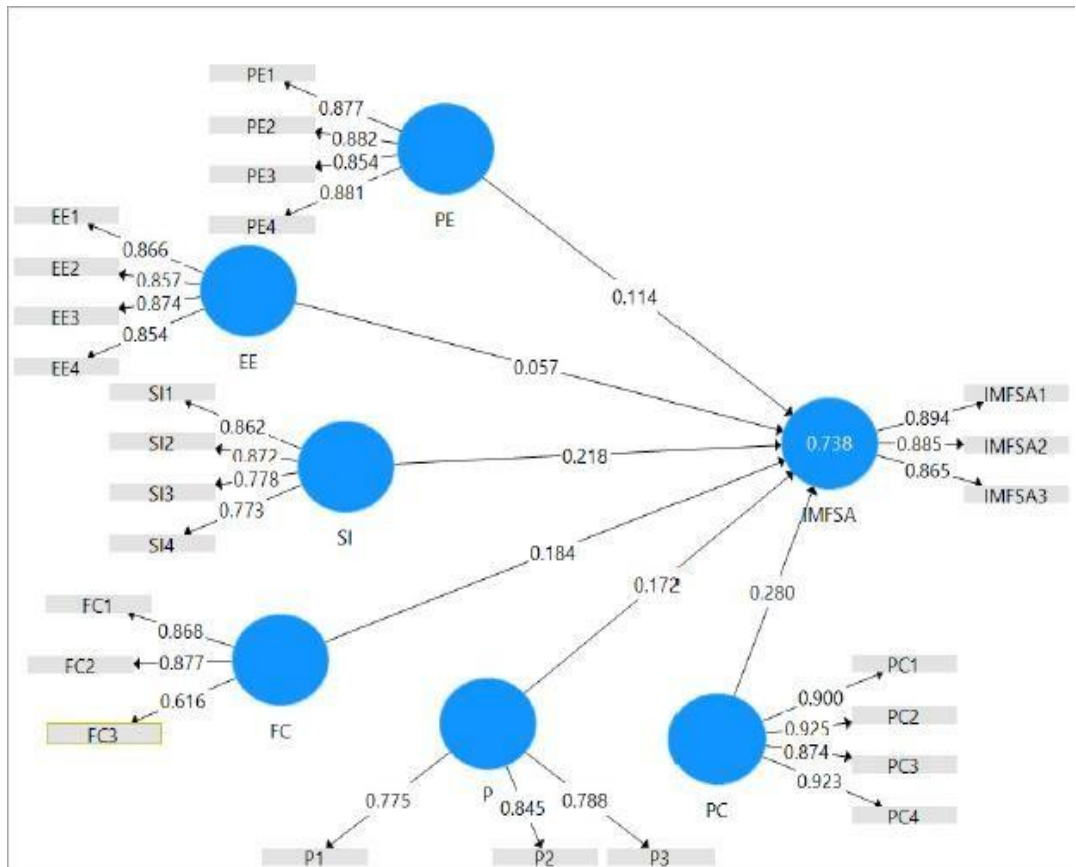 PE1
0.877
PE2
0.882
0.854
PE3
0.881
PE4
PE
EE1
0.866
EE2
0.857
0.874
EE3
0.854
EE4
EE
0.114
0.057
SI1
0.862
SI2
0.872
0.778
SI3
0.773
SI4
SI
0.218
0.738
IMFSA
0.894
IMFSA1
0.885
IMFSA2
0.865
IMFSA3
0.184
0.172
0.280
FC1
0.868
FC2
0.877
0.616
FC3
FC
P
0.775
0.845
0.788
P1
P2
P3
PC
PC1
0.900
PC2
0.925
0.874
PC3
0.923
PC4